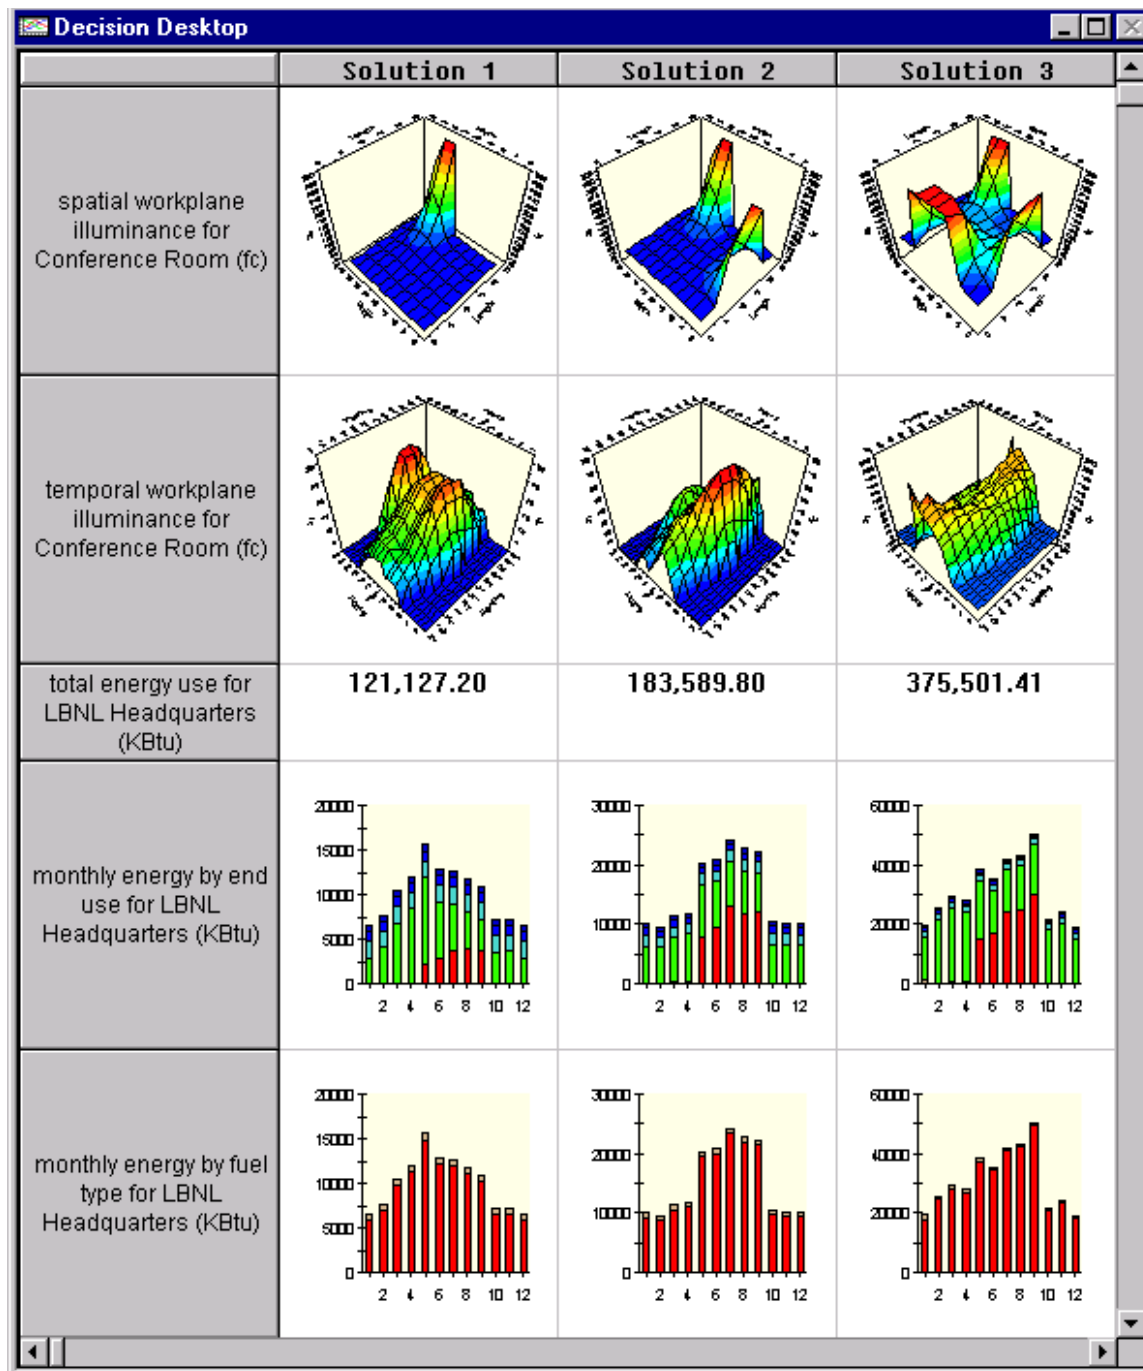 Decision Desktop
Solution 1
Solution 2
Solution 3
spatial workplane
illuminance for
Conference Room (fc)
temporal workplane
illuminance for
Conference Room (fc)
total energy use for
LBNL Headquarters
(KBtu)
121,127.20
183,589.80
375,501.41
monthly energy by end
use for LBNL
Headquarters (KBtu)
20000
15000
10000
5000
0
2 4 6 8 10 12
30000
20000
10000
0
2 4 6 8 10 12
60000
40000
20000
0
2 4 6 8 10 12
monthly energy by fuel
type for LBNL
Headquarters (KBtu)
20000
15000
10000
5000
0
2 4 6 8 10 12
30000
20000
10000
0
2 4 6 8 10 12
60000
40000
20000
0
2 4 6 8 10 12